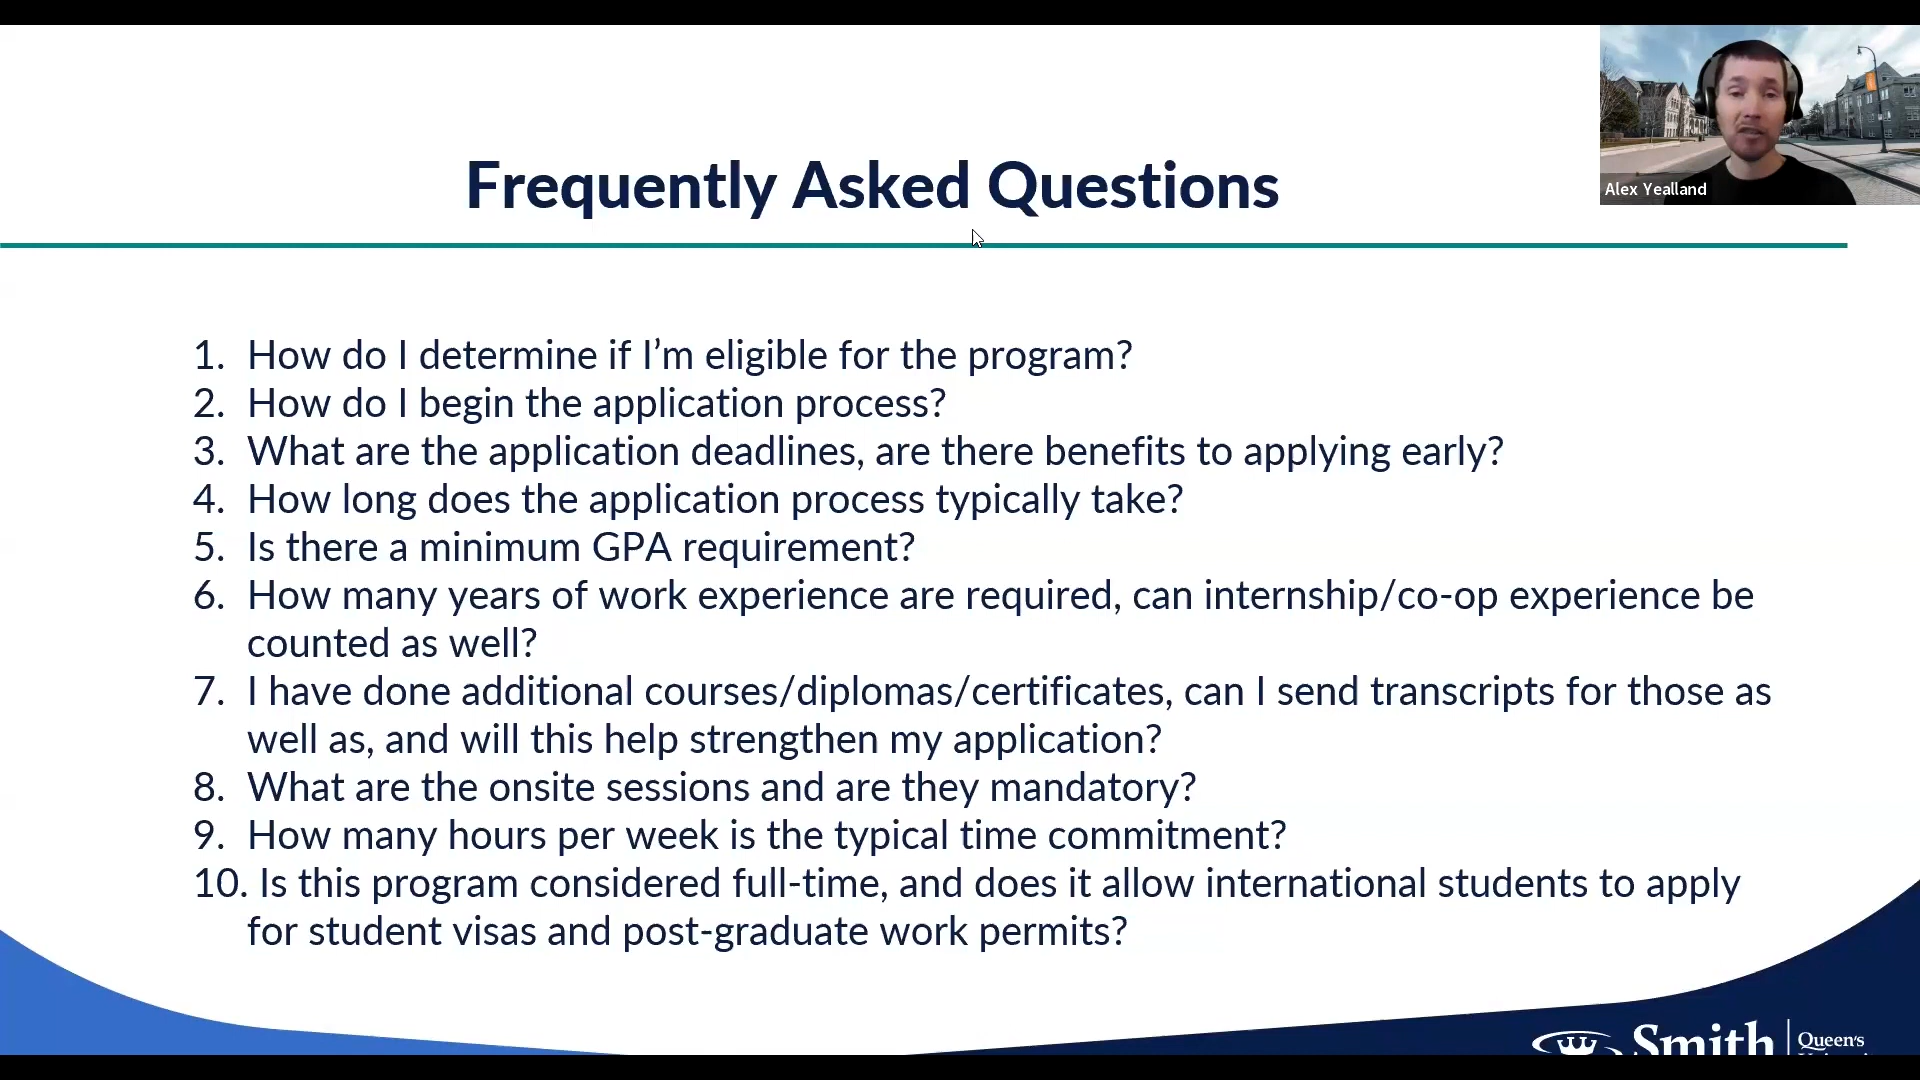 Alex Yealland
Frequently Asked Questions
1. How do I determine if I’m eligible for the program?
2. How do I begin the application process?
3. What are the application deadlines, are there benefits to applying early?
4. How long does the application process typically take?
5. Is there a minimum GPA requirement?
6. How many years of work experience are required, can internship/co-op experience be
counted as well?
7. I have done additional courses/diplomas/certificates, can I send transcripts for those as
well as, and will this help strengthen my application?
8. What are the onsite sessions and are they mandatory?
9. How many hours per week is the typical time commitment?
10. Is this program considered full-time, and does it allow international students to apply
for student visas and post-graduate work permits?
Smith
Queen's